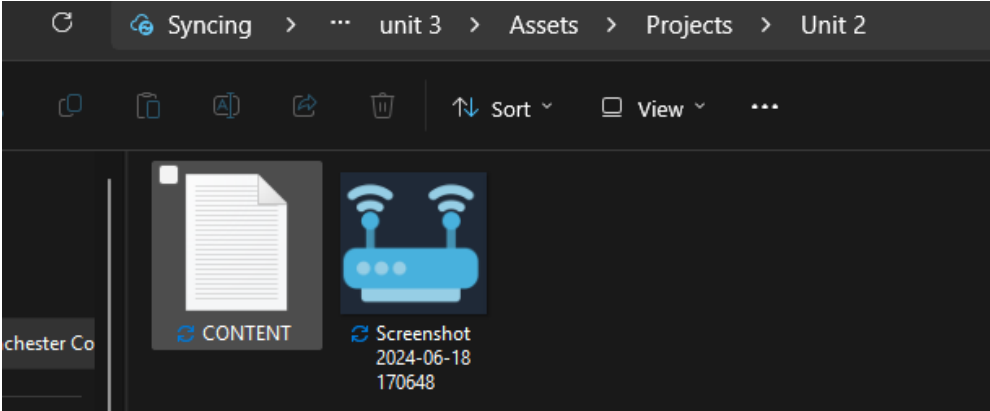 Syncing > ··· unit 3 > Assets > Projects > Unit 2
Sort View ···
chester Co
CONTENT
Screenshot
2024-06-18
170648